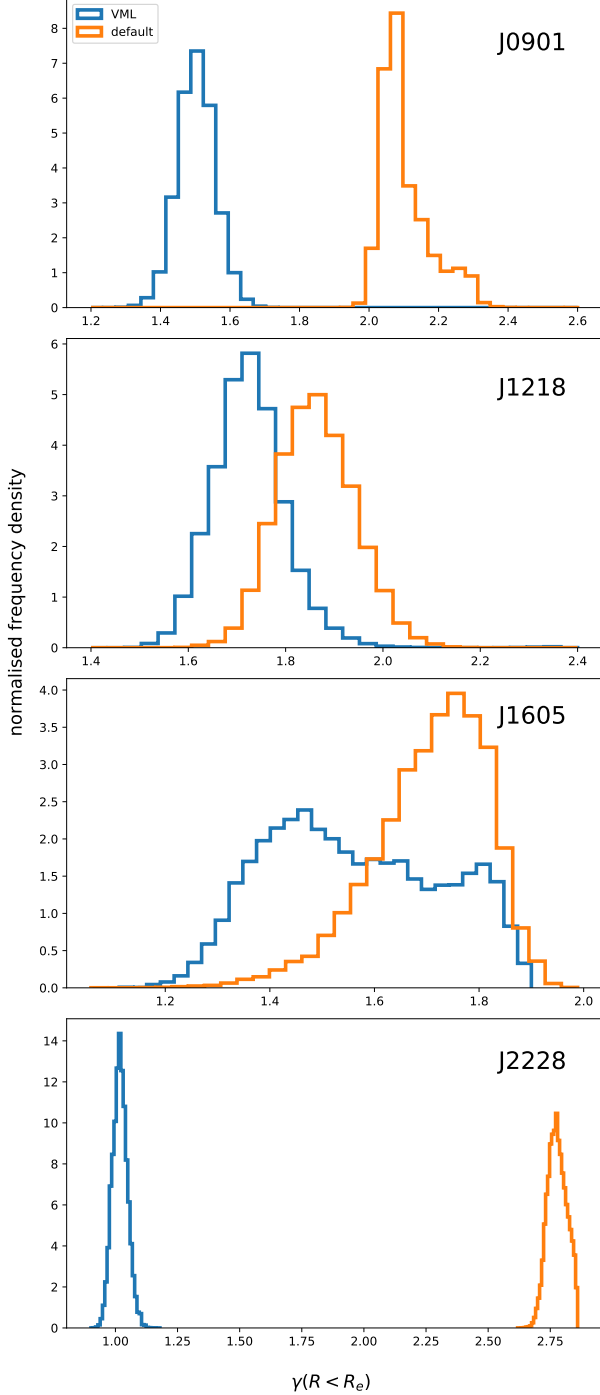 VML
default
J0901
8
7
6
5
4
3
2
1
0
1.2 1.4 1.6 1.8 2.0 2.2 2.4 2.6
J1218
6
5
4
3
2
1
0
1.4 1.6 1.8 2.0 2.2 2.4
normalised frequency density
J1605
4.0
3.5
3.0
2.5
2.0
1.5
1.0
0.5
0.0
1.2 1.4 1.6 1.8 2.0
J2228
14
12
10
8
6
4
2
0
1.00 1.25 1.50 1.75 2.00 2.25 2.50 2.75
γ(R < Rₑ)